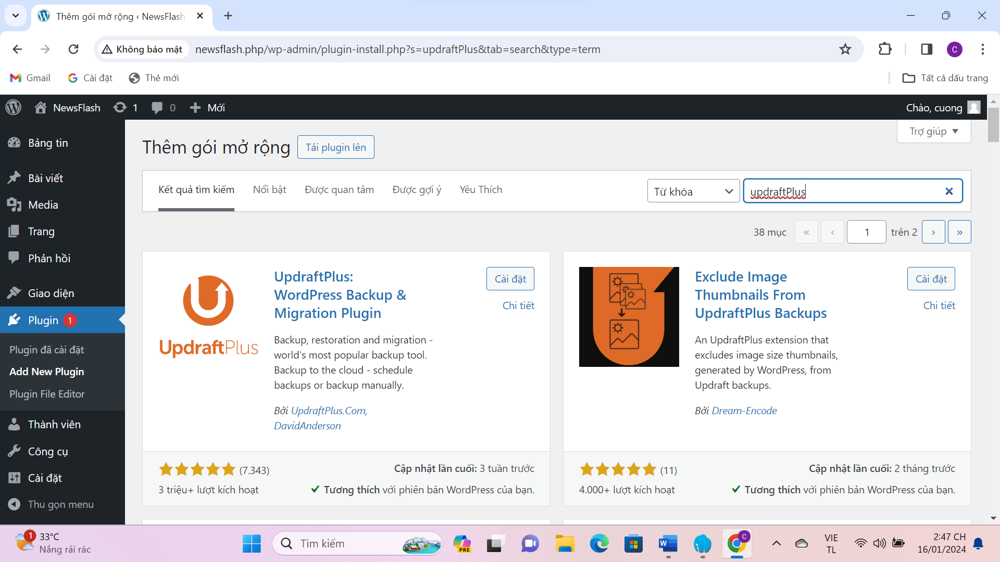 Thêm gói mở rộng ‹ NewsFlash
Không bảo mật
newsflash.php/wp-admin/plugin-install.php?s=updraftPlus&tab=search&type=term
C
Gmail
Cài đặt
Thẻ mới
Tất cả dấu trang
NewsFlash
1
0
Mới
Chào, cuong
Bảng tin
Bài viết
Media
Trang
Phản hồi
Giao diện
Plugin 1
Plugin đã cài đặt
Add New Plugin
Plugin File Editor
Thành viên
Công cụ
Cài đặt
Thu gọn menu
Trợ giúp
Thêm gói mở rộng
Tải plugin lên
Kết quả tìm kiếm
Nổi bật
Được quan tâm
Được gợi ý
Yêu Thích
Từ khóa
updraftPlus
38 mục « ‹ 1 trên 2 › »
UpdraftPlus
UpdraftPlus:
WordPress Backup &
Migration Plugin
Cài đặt
Chi tiết
Backup, restoration and migration -
world's most popular backup tool.
Backup to the cloud - schedule
backups or backup manually.
Bởi UpdraftPlus.Com,
DavidAnderson
(7.343)
3 triệu+ lượt kích hoạt
Cập nhật lần cuối: 3 tuần trước
Tương thích với phiên bản WordPress của bạn.
Exclude Image
Thumbnails From
UpdraftPlus Backups
Cài đặt
Chi tiết
An UpdraftPlus extension that
excludes image size thumbnails,
generated by WordPress, from
Updraft backups.
Bởi Dream-Encode
(11)
4.000+ lượt kích hoạt
Cập nhật lần cuối: 2 tháng trước
Tương thích với phiên bản WordPress của bạn.
1
33°C
Nắng rải rác
Tìm kiếm
PRE
W
C
VIE
TL
2:47 CH
16/01/2024